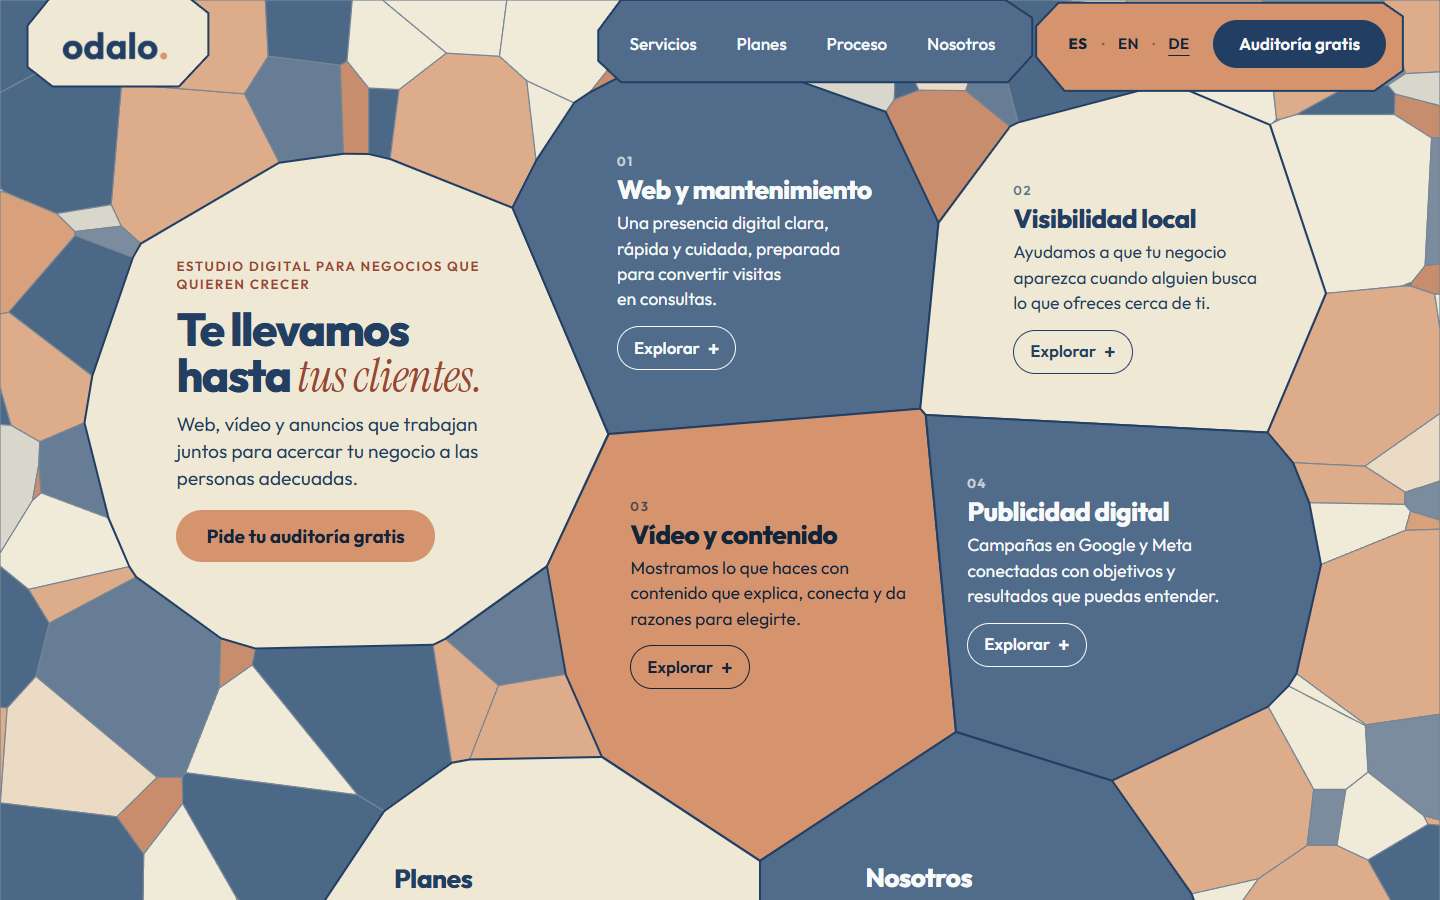 odalo.
Servicios
Planes
Proceso
Nosotros
ES · EN · DE
Auditoría gratis
ESTUDIO DIGITAL PARA NEGOCIOS QUE
QUIEREN CRECER
Te llevamos
hasta tus clientes.
Web, vídeo y anuncios que trabajan
juntos para acercar tu negocio a las
personas adecuadas.
Pide tu auditoría gratis
01
Web y mantenimiento
Una presencia digital clara,
rápida y cuidada, preparada
para convertir visitas
en consultas.
Explorar +
02
Visibilidad local
Ayudamos a que tu negocio
aparezca cuando alguien busca
lo que ofreces cerca de ti.
Explorar +
03
Vídeo y contenido
Mostramos lo que haces con
contenido que explica, conecta y da
razones para elegirte.
Explorar +
04
Publicidad digital
Campañas en Google y Meta
conectadas con objetivos y
resultados que puedas entender.
Explorar +
Planes
Nosotros